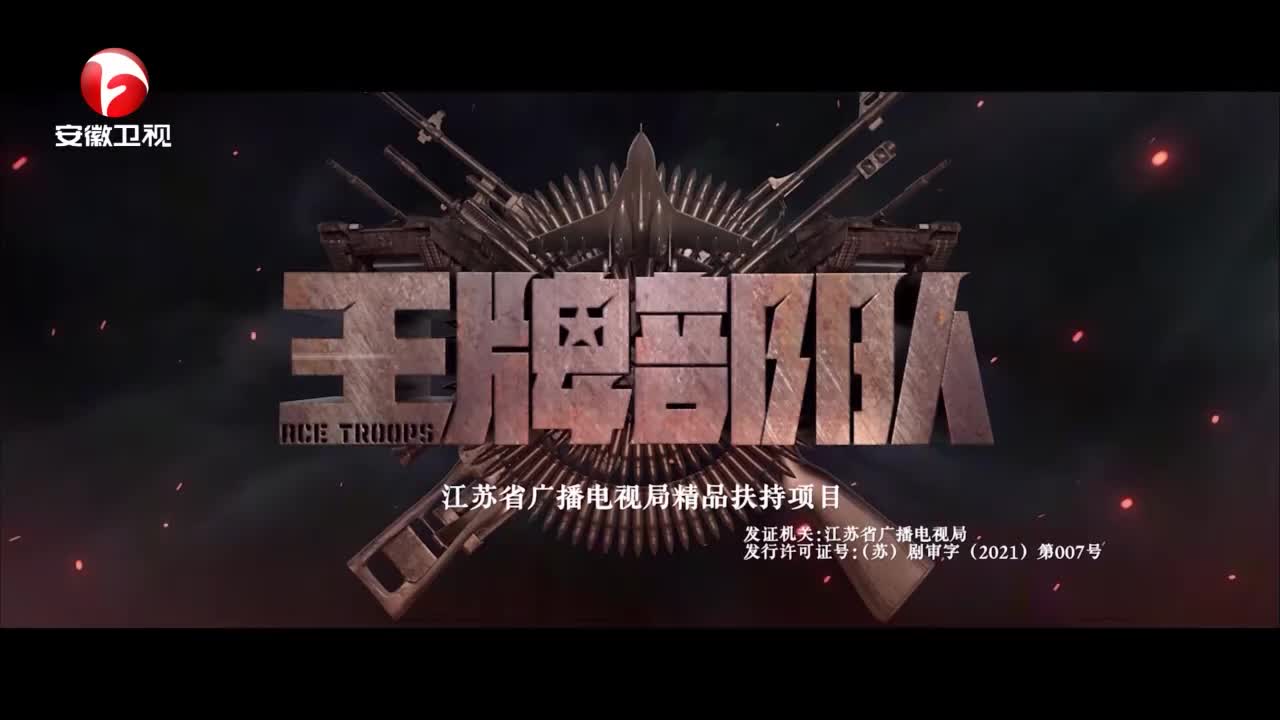 安徽卫视
王牌部队
ACE TROOPS
江苏省广播电视局精品扶持项目
发证机关:江苏省广播电视局
发行许可证号:（苏）剧审字（2021）第007号